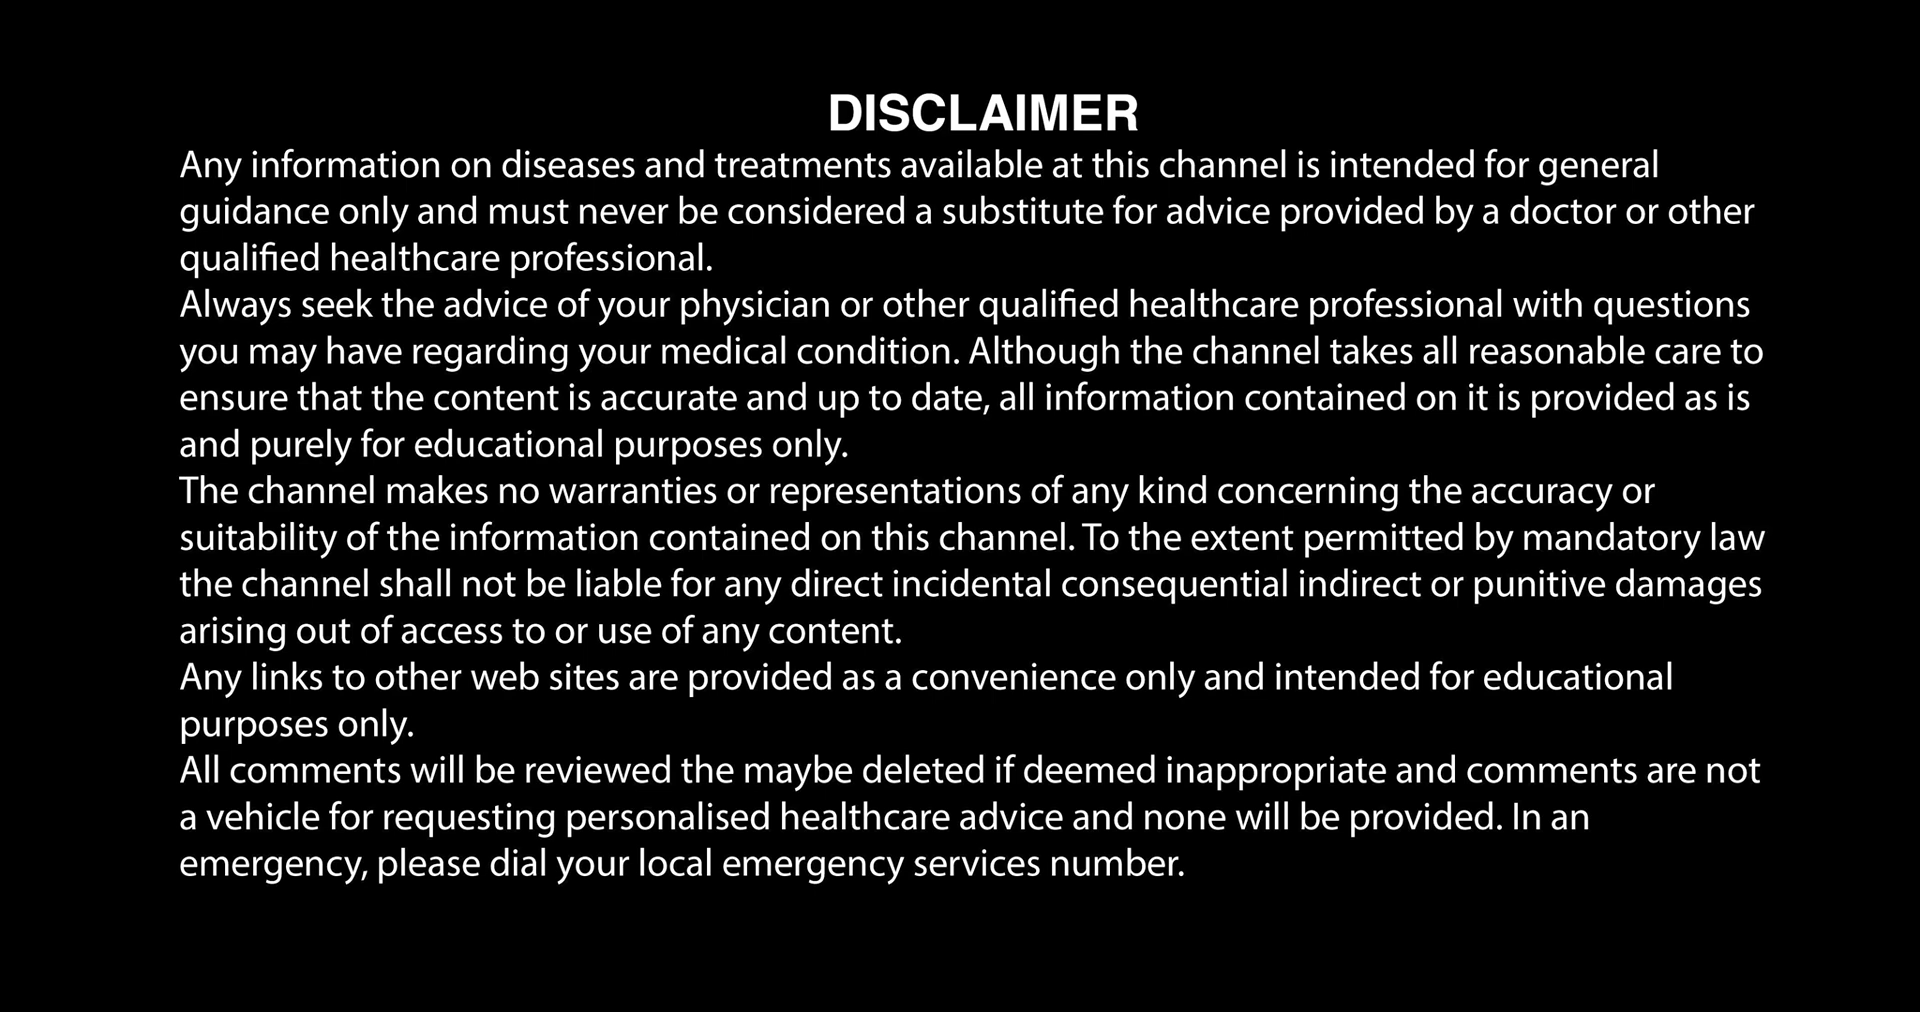 DISCLAIMER
Any information on diseases and treatments available at this channel is intended for general
guidance only and must never be considered a substitute for advice provided by a doctor or other
qualified healthcare professional.
Always seek the advice of your physician or other qualified healthcare professional with questions
you may have regarding your medical condition. Although the channel takes all reasonable care to
ensure that the content is accurate and up to date, all information contained on it is provided as is
and purely for educational purposes only.
The channel makes no warranties or representations of any kind concerning the accuracy or
suitability of the information contained on this channel. To the extent permitted by mandatory law
the channel shall not be liable for any direct incidental consequential indirect or punitive damages
arising out of access to or use of any content.
Any links to other web sites are provided as a convenience only and intended for educational
purposes only.
All comments will be reviewed the maybe deleted if deemed inappropriate and comments are not
a vehicle for requesting personalised healthcare advice and none will be provided. In an
emergency, please dial your local emergency services number.